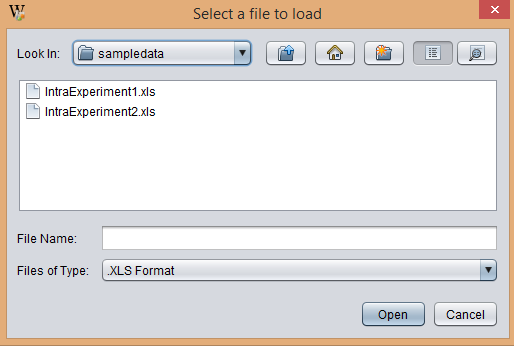 W
Select a file to load
Look In:
sampledata
IntraExperiment1.xls
IntraExperiment2.xls
File Name:
Files of Type:
.XLS Format
Open
Cancel